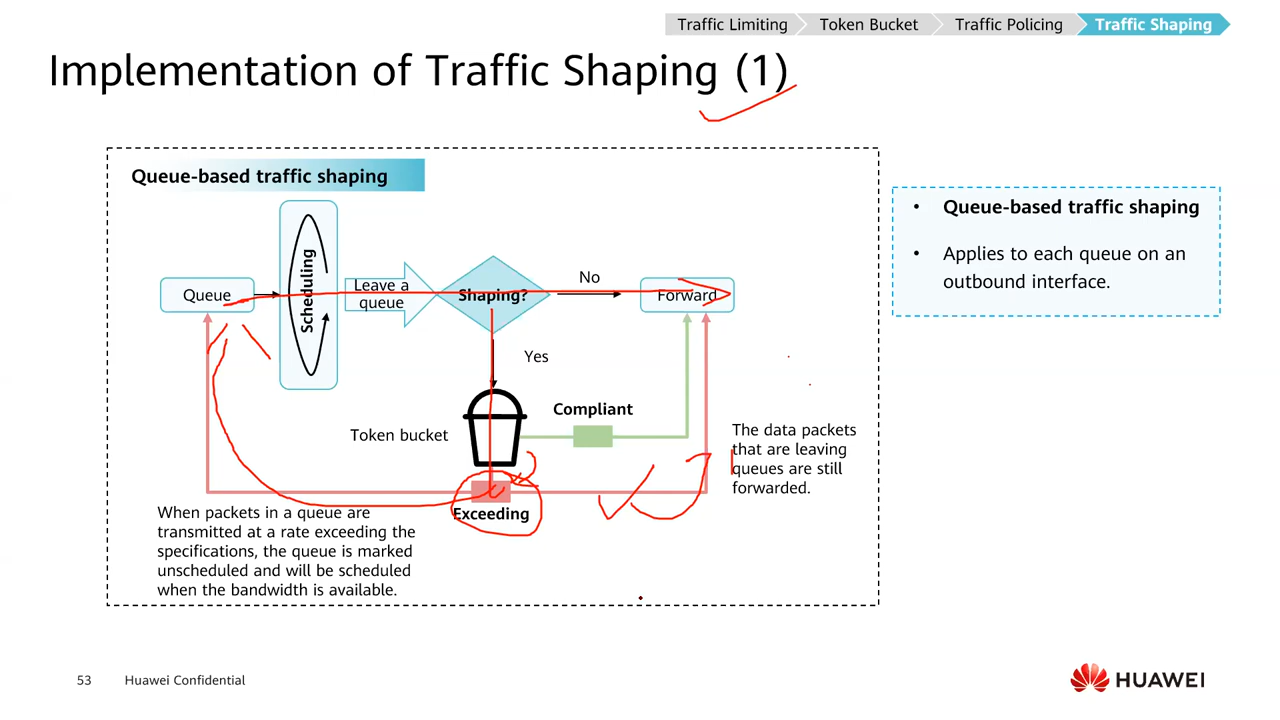 Traffic Limiting
Token Bucket
Traffic Policing
Traffic Shaping
Implementation of Traffic Shaping (1)
Queue-based traffic shaping
Queue
Scheduling
Leave a
queue
Shaping?
No
Forward
Yes
Token bucket
Compliant
Exceeding
The data packets
that are leaving
queues are still
forwarded.
When packets in a queue are
transmitted at a rate exceeding the
specifications, the queue is marked
unscheduled and will be scheduled
when the bandwidth is available.
• Queue-based traffic shaping
• Applies to each queue on an
outbound interface.
53
Huawei Confidential
HUAWEI